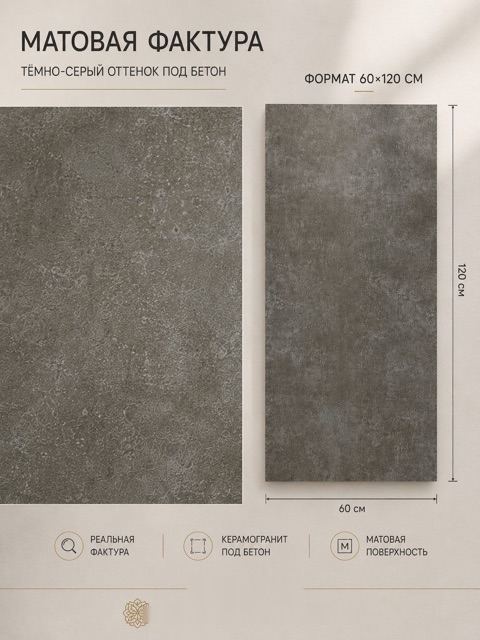 МАТОВАЯ ФАКТУРА
ТЁМНО-СЕРЫЙ ОТТЕНОК ПОД БЕТОН
ФОРМАТ 60×120 СМ
120 см
60 см
РЕАЛЬНАЯ
ФАКТУРА
КЕРАМОГРАНИТ
ПОД БЕТОН
M
МАТОВАЯ
ПОВЕРХНОСТЬ